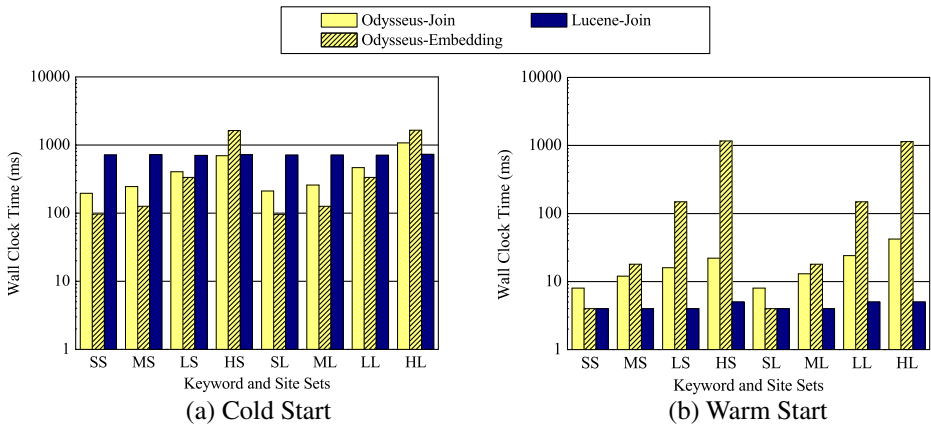 Odysseus-Join Lucene-Join
Odysseus-Embedding
10000
1000
100
10
1
Wall Clock Time (ms)
SS MS LS HS SL ML LL HL
Keyword and Site Sets
(a) Cold Start
10000
1000
100
10
1
Wall Clock Time (ms)
SS MS LS HS SL ML LL HL
Keyword and Site Sets
(b) Warm Start